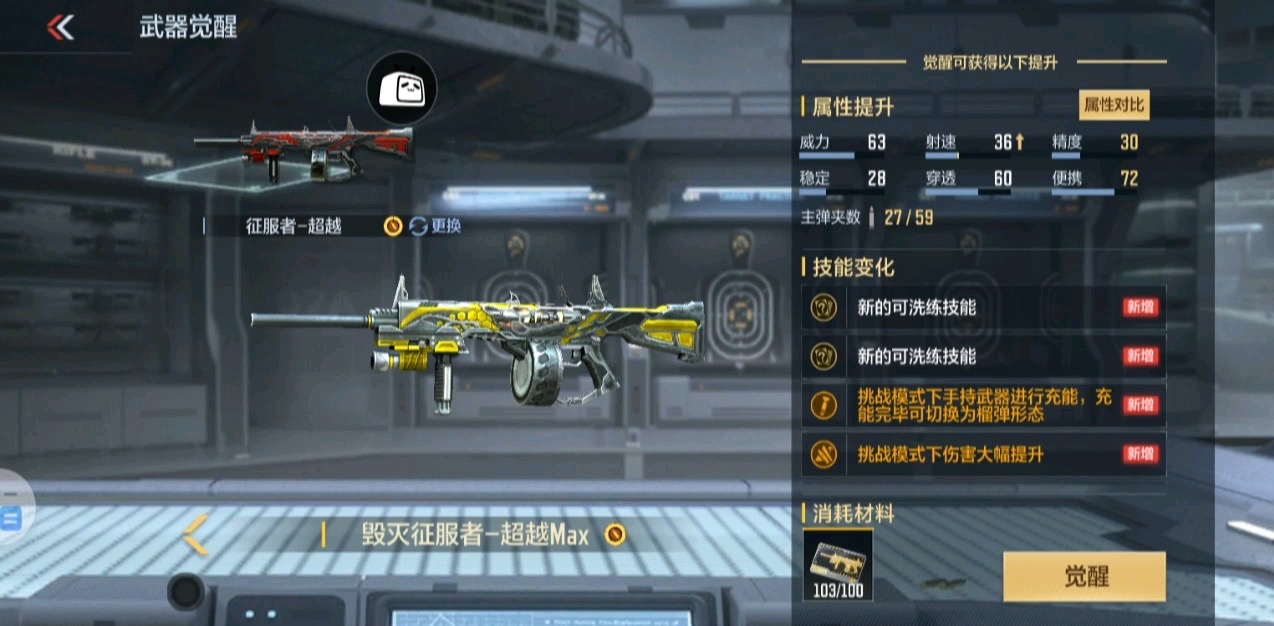 武器觉醒
征服者-超越
更换
毁灭征服者-超越Max
觉醒可获得以下提升
属性提升
属性对比
威力 63 射速 36 精度 30
稳定 28 穿透 60 便携 72
主弹夹数 27/59
技能变化
新的可洗练技能 新增
新的可洗练技能 新增
挑战模式下手持武器进行充能，充
能完毕可切换为榴弹形态
新增
挑战模式下伤害大幅提升 新增
消耗材料
103/100
觉醒